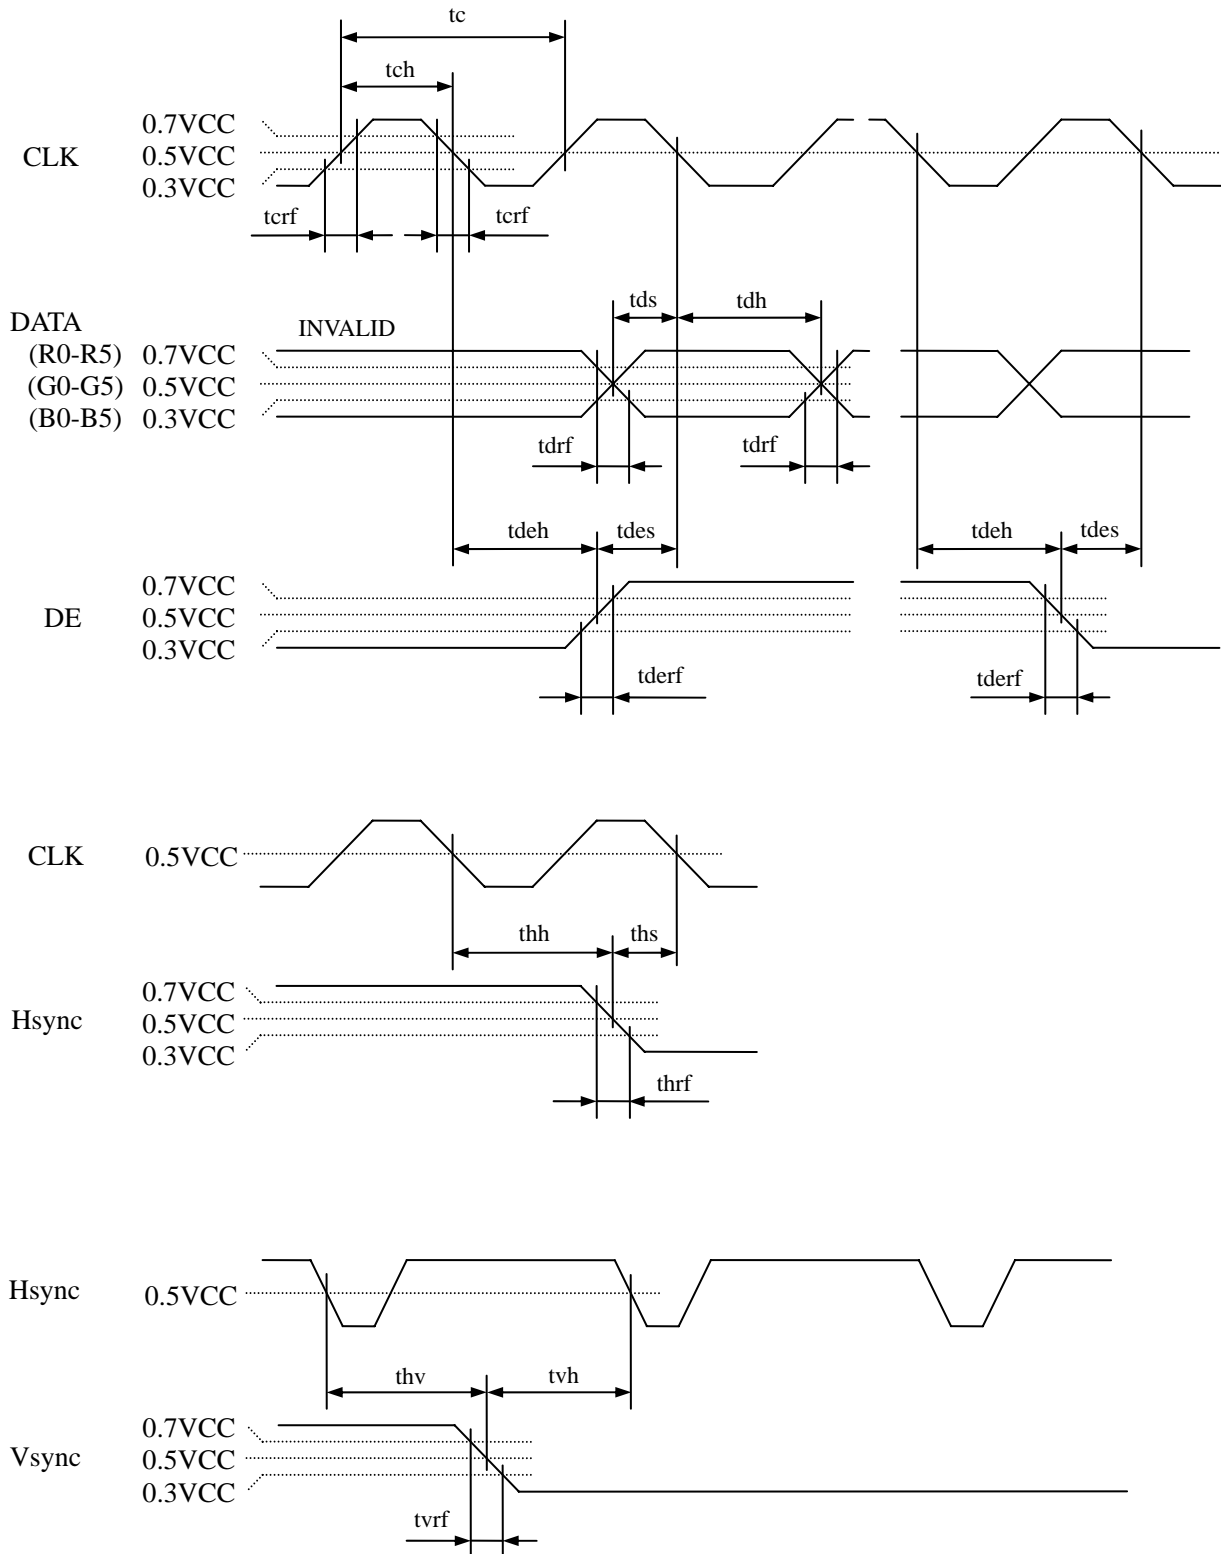 tc
tch
0.7VCC
CLK 0.5VCC
0.3VCC
tcrf tcrf
tds tdh
DATA INVALID
(R0-R5) 0.7VCC
(G0-G5) 0.5VCC
(B0-B5) 0.3VCC
tdrf tdrf
tdeh tdes tdeh tdes
0.7VCC
DE 0.5VCC
0.3VCC
tderf tderf
CLK 0.5VCC
thh ths
0.7VCC
Hsync 0.5VCC
0.3VCC
thrf
Hsync 0.5VCC
thv tvh
0.7VCC
Vsync 0.5VCC
0.3VCC
tvrf